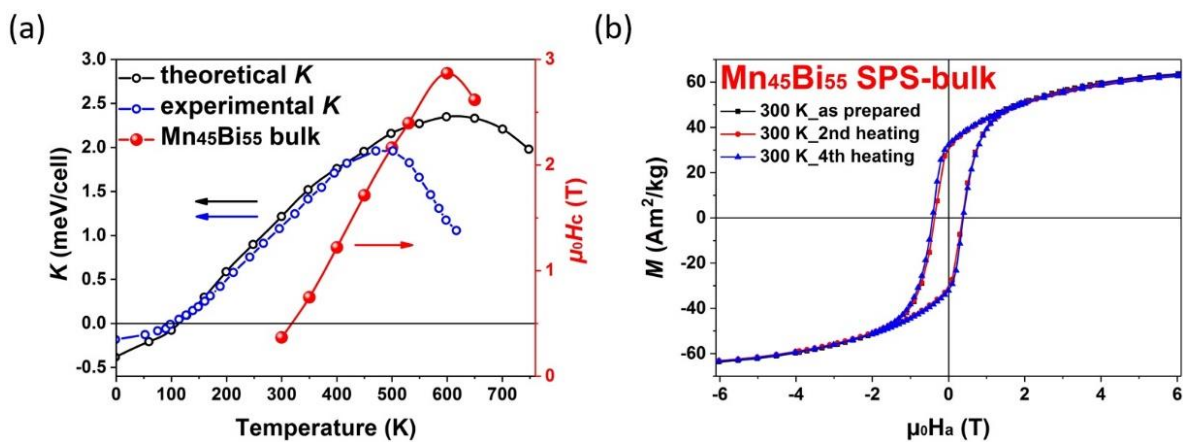 (a)
3.0
2.5
2.0
1.5
1.0
0.5
0.0
-0.5
K (meV/cell)
theoretical K
experimental K
Mn45Bi55 bulk
3
2
1
0
μ0Hc (T)
0 100 200 300 400 500 600 700
Temperature (K)
(b)
60
40
20
0
-20
-40
-60
M (Am²/kg)
Mn45Bi55 SPS-bulk
300 K_as prepared
300 K_2nd heating
300 K_4th heating
-6 -4 -2 0 2 4 6
μ0Ha (T)